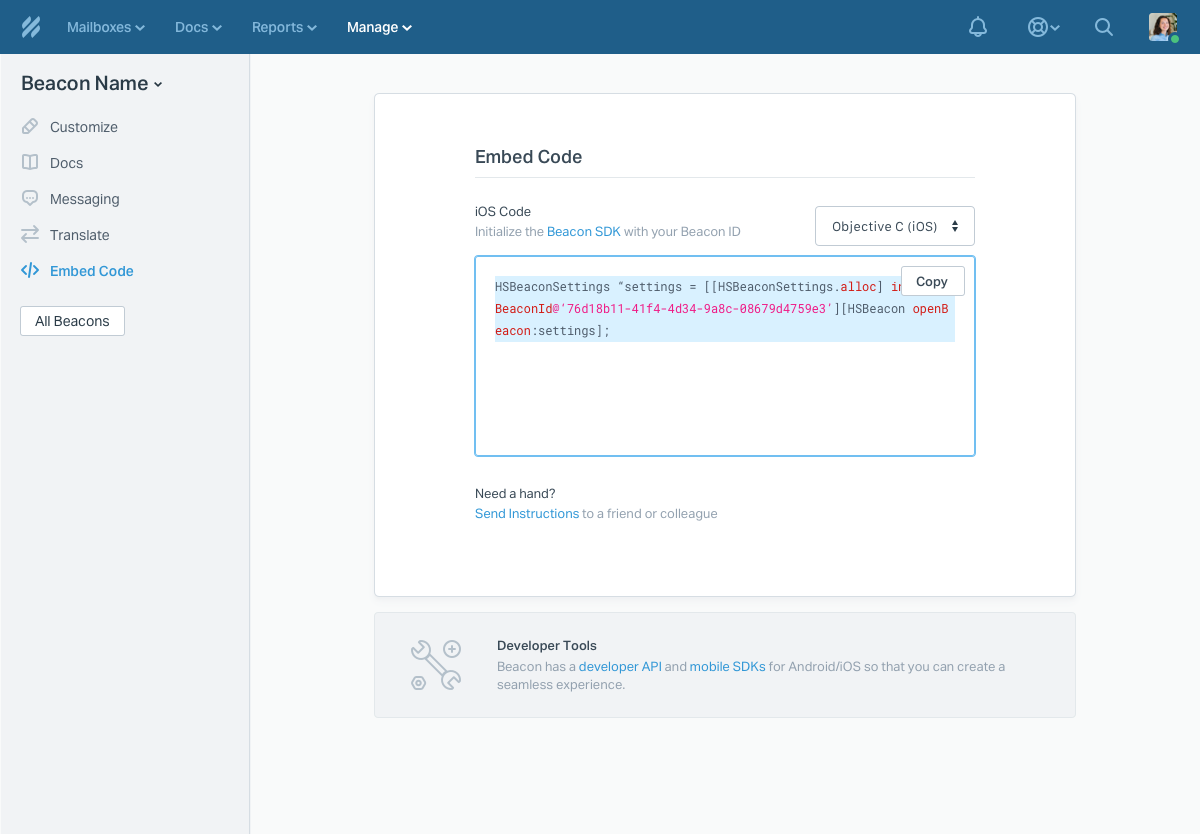 Mailboxes Docs Reports Manage
Beacon Name
Customize
Docs
Messaging
Translate
Embed Code
All Beacons
Embed Code
iOS Code
Initialize the Beacon SDK with your Beacon ID
Objective C (iOS)
Copy
HSBeaconSettings “settings = [[HSBeaconSettings.alloc]
BeaconId@‘76d18b11-41f4-4d34-9a8c-08679d4759e3’][HSBeacon openB
eacon:settings];
Need a hand?
Send Instructions to a friend or colleague
Developer Tools
Beacon has a developer API and mobile SDKs for Android/iOS so that you can create a
seamless experience.